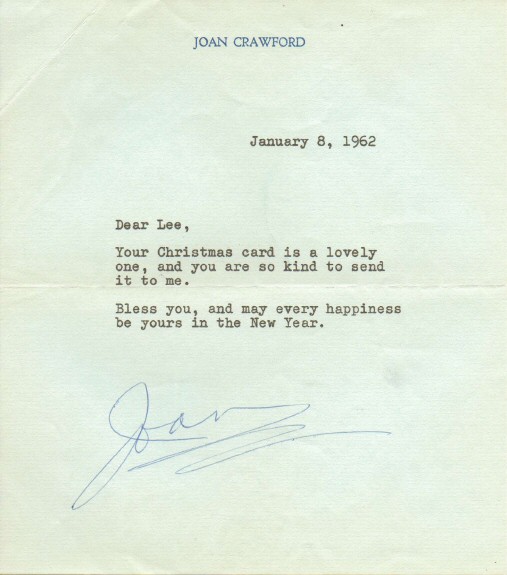 JOAN CRAWFORD
January 8, 1962
Dear Lee,
Your Christmas card is a lovely
one, and you are so kind to send
it to me.
Bless you, and may every happiness
be yours in the New Year.
Joan